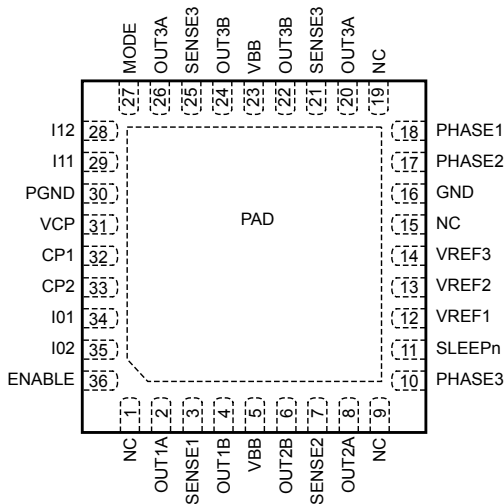 MODE
OUT3A
SENSE3
OUT3B
VBB
OUT3B
SENSE3
OUT3A
NC
27
26
25
24
23
22
21
20
19
I12 28
I11 29
PGND 30
VCP 31
CP1 32
CP2 33
I01 34
I02 35
ENABLE 36
PAD
18 PHASE1
17 PHASE2
16 GND
15 NC
14 VREF3
13 VREF2
12 VREF1
11 SLEEPn
10 PHASE3
1
2
3
4
5
6
7
8
9
NC
OUT1A
SENSE1
OUT1B
VBB
OUT2B
SENSE2
OUT2A
NC